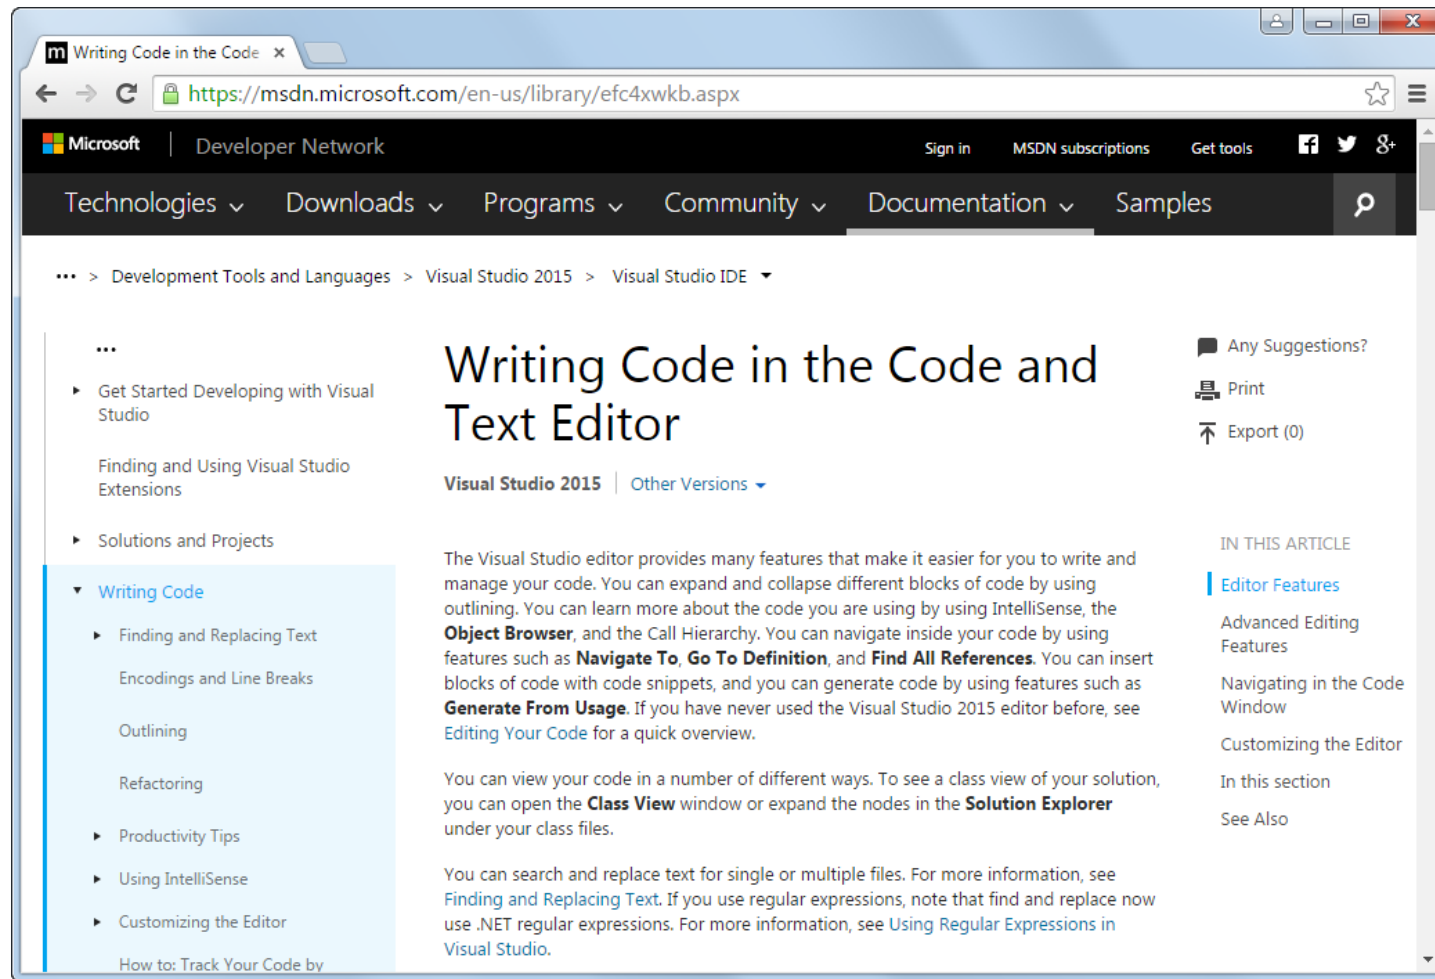 Writing Code in the Code
https://msdn.microsoft.com/en-us/library/efc4xwkb.aspx
Microsoft Developer Network Sign in MSDN subscriptions Get tools
Technologies Downloads Programs Community Documentation Samples
... > Development Tools and Languages > Visual Studio 2015 > Visual Studio IDE
...
Get Started Developing with Visual
Studio
Finding and Using Visual Studio
Extensions
Solutions and Projects
Writing Code
Finding and Replacing Text
Encodings and Line Breaks
Outlining
Refactoring
Productivity Tips
Using IntelliSense
Customizing the Editor
How to: Track Your Code by
Writing Code in the Code and
Text Editor
Visual Studio 2015 Other Versions
The Visual Studio editor provides many features that make it easier for you to write and
manage your code. You can expand and collapse different blocks of code by using
outlining. You can learn more about the code you are using by using IntelliSense, the
Object Browser, and the Call Hierarchy. You can navigate inside your code by using
features such as Navigate To, Go To Definition, and Find All References. You can insert
blocks of code with code snippets, and you can generate code by using features such as
Generate From Usage. If you have never used the Visual Studio 2015 editor before, see
Editing Your Code for a quick overview.
You can view your code in a number of different ways. To see a class view of your solution,
you can open the Class View window or expand the nodes in the Solution Explorer
under your class files.
You can search and replace text for single or multiple files. For more information, see
Finding and Replacing Text. If you use regular expressions, note that find and replace now
use .NET regular expressions. For more information, see Using Regular Expressions in
Visual Studio.
Any Suggestions?
Print
Export (0)
IN THIS ARTICLE
Editor Features
Advanced Editing
Features
Navigating in the Code
Window
Customizing the Editor
In this section
See Also